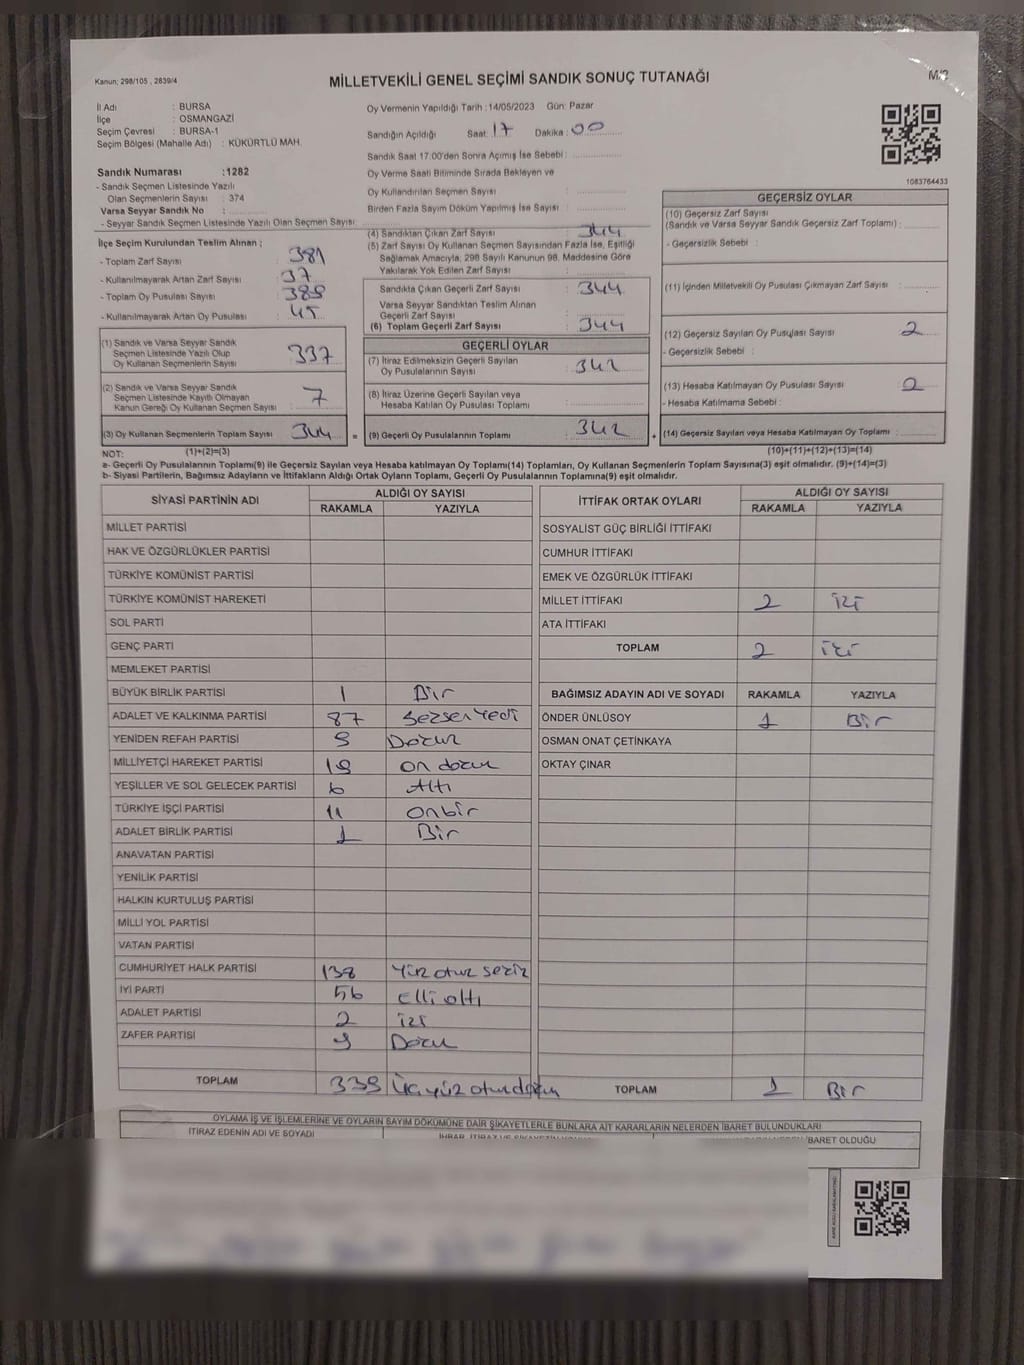 Kanun: 298/105 , 2839/4
MİLLETVEKİLİ GENEL SEÇİMİ SANDIK SONUÇ TUTANAĞI
İl Adı : BURSA
İlçe : OSMANGAZİ
Seçim Çevresi : BURSA-1
Seçim Bölgesi (Mahalle Adı) : KÜKÜRTLÜ MAH.
Sandık Numarası :1282
- Sandık Seçmen Listesinde Yazılı
Olan Seçmenlerin Sayısı : 374
Varsa Seyyar Sandık No :
- Seyyar Sandık Seçmen Listesinde Yazılı Olan Seçmen Sayısı:
İlçe Seçim Kurulundan Teslim Alınan ;
- Toplam Zarf Sayısı : 381
- Kullanılmayarak Artan Zarf Sayısı : 37
- Toplam Oy Pusulası Sayısı : 389
- Kullanılmayarak Artan Oy Pusulası : 45
(1) Sandık ve Varsa Seyyar Sandık
Seçmen Listesinde Yazılı Olup
Oy Kullanan Seçmenlerin Sayısı : 337
(2) Sandık ve Varsa Seyyar Sandık
Seçmen Listesinde Kayıtlı Olmayan
Kanun Gereği Oy Kullanan Seçmen Sayısı : 7
(3) Oy Kullanan Seçmenlerin Toplam Sayısı : 344
Oy Vermenin Yapıldığı Tarih :14/05/2023 Gün: Pazar
Sandığın Açıldığı Saat: 17 Dakika : 00
Sandık Saat 17:00'den Sonra Açımış İse Sebebi :
Oy Verme Saati Bitiminde Sırada Bekleyen ve
Oy Kullandırılan Seçmen Sayısı :
Birden Fazla Sayım Döküm Yapılmış İse Sayısı :
(4) Sandıktan Çıkan Zarf Sayısı : 344
(5) Zarf Sayısı Oy Kullanan Seçmen Sayısından Fazla İse, Eşitliği
Sağlamak Amacıyla, 298 Sayılı Kanunun 98. Maddesine Göre
Yakılarak Yok Edilen Zarf Sayısı :
Sandıkta Çıkan Geçerli Zarf Sayısı : 344
Varsa Seyyar Sandıktan Teslim Alınan
Geçerli Zarf Sayısı :
(6) Toplam Geçerli Zarf Sayısı : 344
GEÇERLİ OYLAR
(7) İtiraz Edilmeksizin Geçerli Sayılan
Oy Pusulalarının Sayısı : 342
(8) İtiraz Üzerine Geçerli Sayılan veya
Hesaba Katılan Oy Pusulası Toplamı :
= (9) Geçerli Oy Pusulalarının Toplamı : 342 +
1083764433
GEÇERSİZ OYLAR
(10) Geçersiz Zarf Sayısı
(Sandık ve Varsa Seyyar Sandık Geçersiz Zarf Toplamı) :
- Geçersizlik Sebebi :
(11) İçinden Milletvekili Oy Pusulası Çıkmayan Zarf Sayısı :
(12) Geçersiz Sayılan Oy Pusulası Sayısı : 2
- Geçersizlik Sebebi :
(13) Hesaba Katılmayan Oy Pusulası Sayısı :
- Hesaba Katılmama Sebebi :
(14) Geçersiz Sayılan veya Hesaba Katılmayan Oy Toplamı :
NOT: (1)+(2)=(3) (10)+(11)+(12)+(13)=(14)
a- Geçerli Oy Pusulalarının Toplamı(9) ile Geçersiz Sayılan veya Hesaba katılmayan Oy Toplamı(14) Toplamları, Oy Kullanan Seçmenlerin Toplam Sayısına(3) eşit olmalıdır. (9)+(14)=(3)
b- Siyasi Partilerin, Bağımsız Adayların ve İttifakların Aldığı Ortak Oyların Toplamı, Geçerli Oy Pusulalarının Toplamına(9) eşit olmalıdır.
SİYASİ PARTİNİN ADI ALDIĞI OY SAYISI
RAKAMLA YAZIYLA
MİLLET PARTİSİ
HAK VE ÖZGÜRLÜKLER PARTİSİ
TÜRKİYE KOMÜNİST PARTİSİ
TÜRKİYE KOMÜNİST HAREKETİ
SOL PARTİ
GENÇ PARTİ
MEMLEKET PARTİSİ
BÜYÜK BİRLİK PARTİSİ 1 Bir
ADALET VE KALKINMA PARTİSİ 87 Seksenyedi
YENİDEN REFAH PARTİSİ 9 Dokuz
MİLLİYETÇİ HAREKET PARTİSİ 19 on dokuz
YEŞİLLER VE SOL GELECEK PARTİSİ 6 Altı
TÜRKİYE İŞÇİ PARTİSİ 11 onbir
ADALET BİRLİK PARTİSİ 1 Bir
ANAVATAN PARTİSİ
YENİLİK PARTİSİ
HALKIN KURTULUŞ PARTİSİ
MİLLİ YOL PARTİSİ
VATAN PARTİSİ
CUMHURİYET HALK PARTİSİ 138 Yüz otuz sekiz
İYİ PARTİ 56 Elli altı
ADALET PARTİSİ 2 iki
ZAFER PARTİSİ 9 Dokuz
TOPLAM 339 Üç yüz otuzdokuz
İTTİFAK ORTAK OYLARI ALDIĞI OY SAYISI
RAKAMLA YAZIYLA
SOSYALİST GÜÇ BİRLİĞİ İTTİFAKI
CUMHUR İTTİFAKI
EMEK VE ÖZGÜRLÜK İTTİFAKI
MİLLET İTTİFAKI 2 iki
ATA İTTİFAKI
TOPLAM 2 iki
BAĞIMSIZ ADAYIN ADI VE SOYADI RAKAMLA YAZIYLA
ÖNDER ÜNLÜSOY 1 Bir
OSMAN ONAT ÇETİNKAYA
OKTAY ÇINAR
TOPLAM 1 Bir
OYLAMA İŞ VE İŞLEMLERİNE VE OYLARIN SAYIM DÖKÜMÜNE DAİR ŞİKAYETLERLE BUNLARA AİT KARARLARIN NELERDEN İBARET BULUNDUKLARI
İTİRAZ EDENİN ADI VE SOYADI
İBARET OLDUĞU